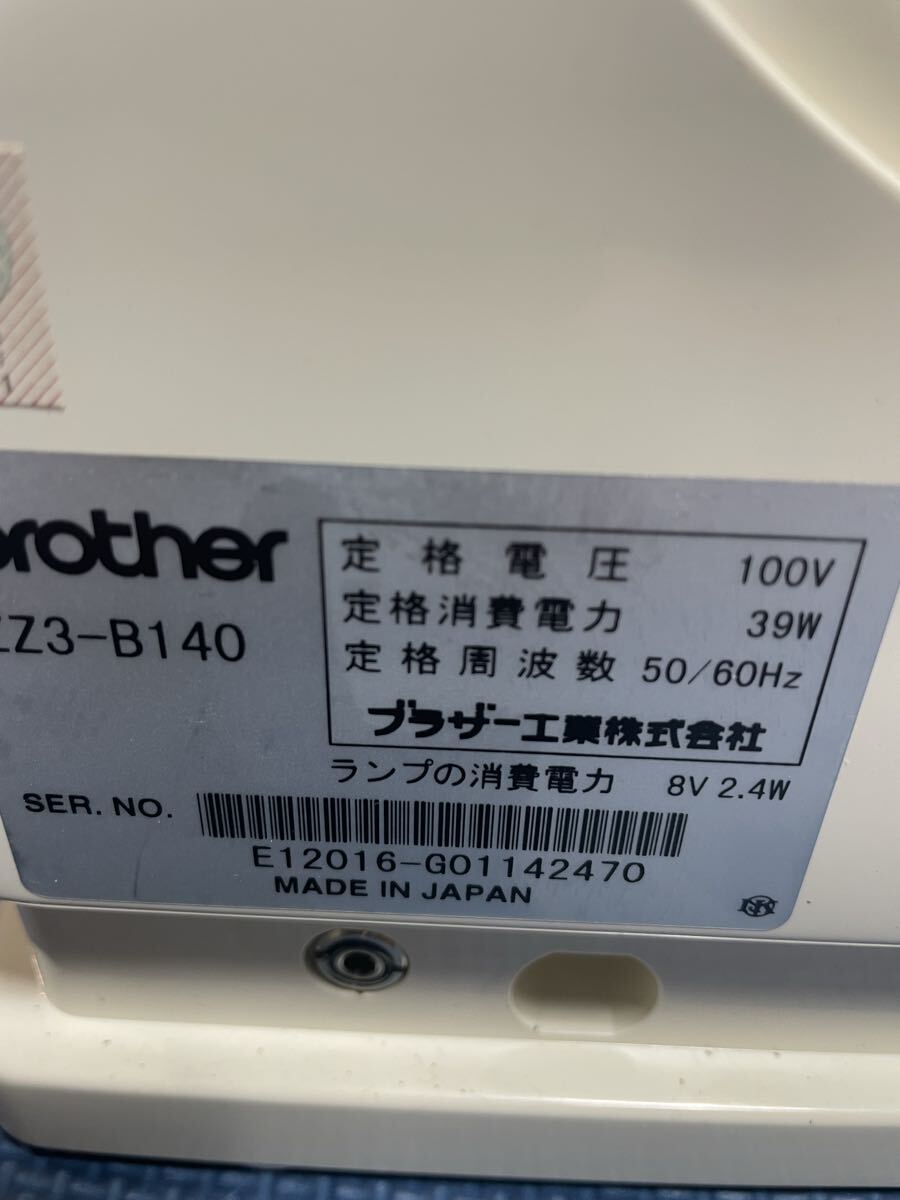 brother
ZZ3-B140
定格電圧 100V
定格消費電力 39W
定格周波数 50/60Hz
ブラザー工業株式会社
ランプの消費電力 8V 2.4W
SER. NO.
E12016-G01142470
MADE IN JAPAN